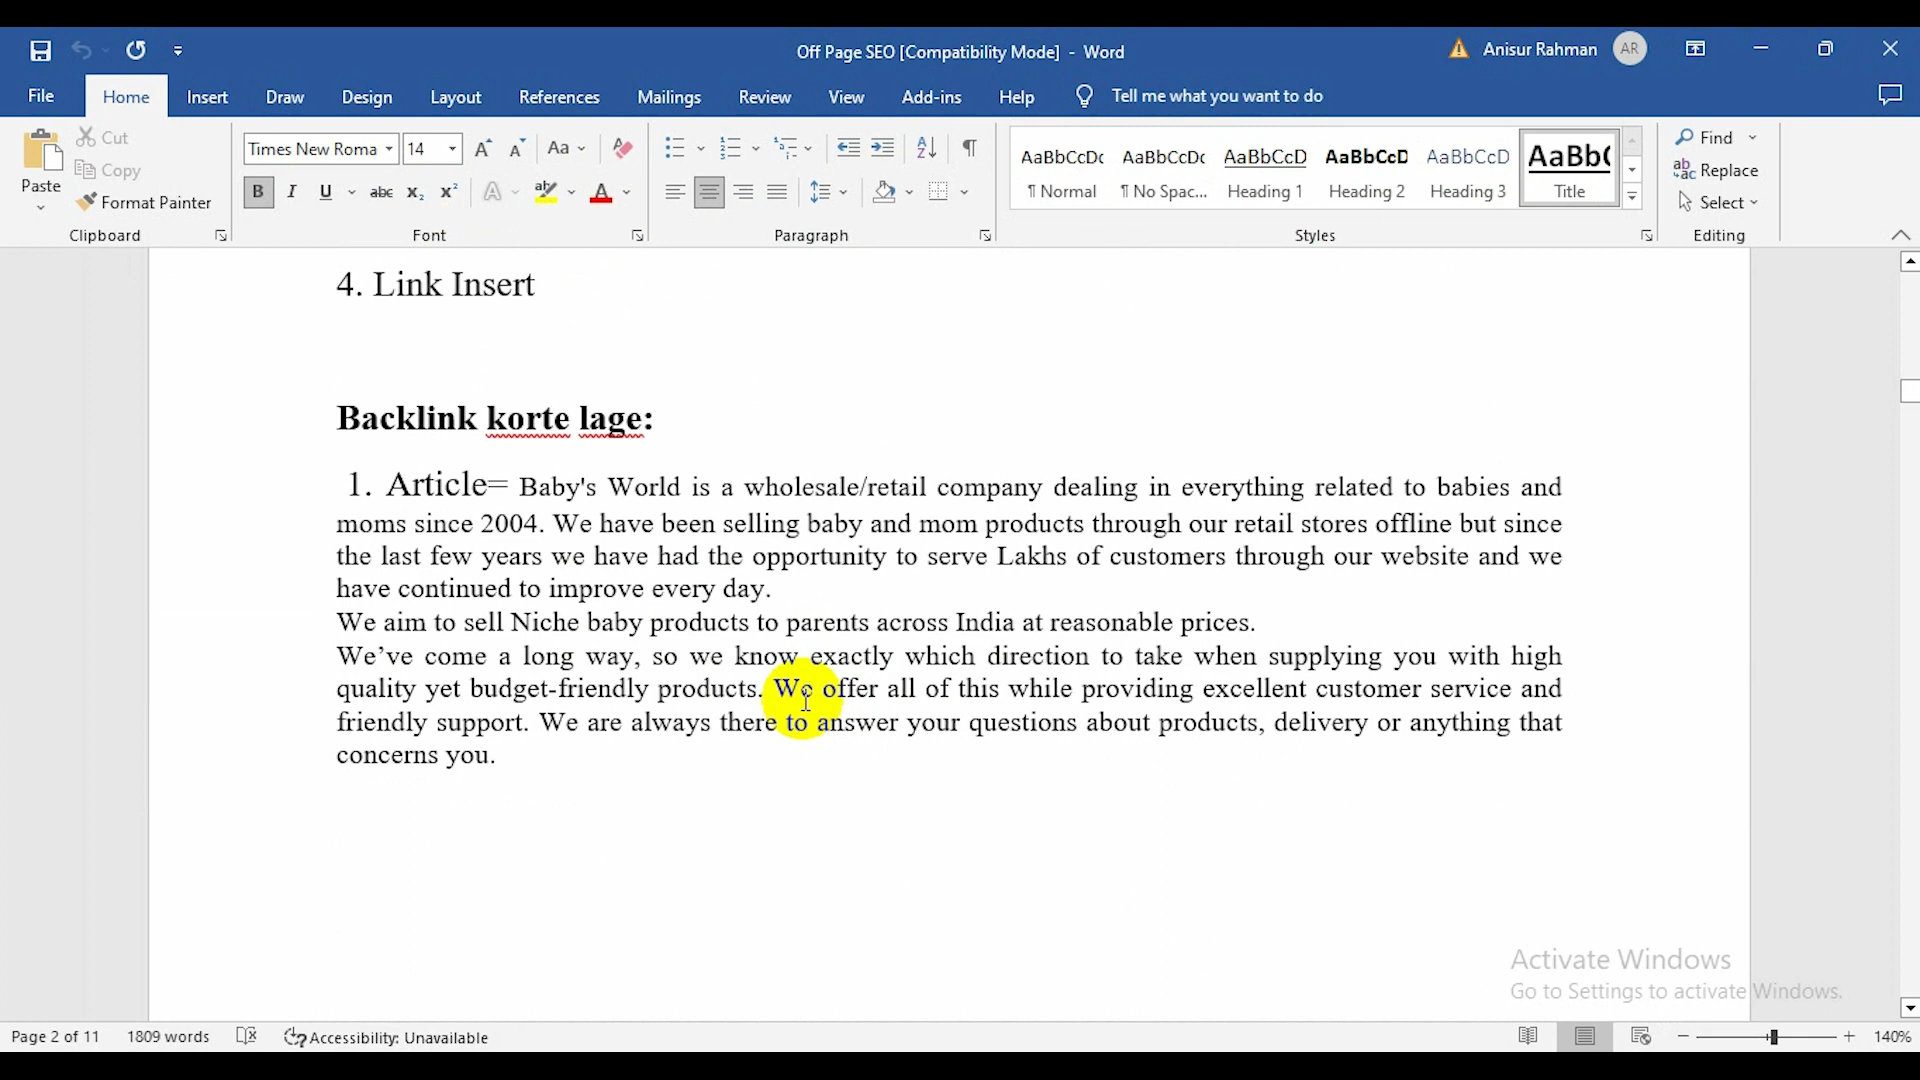 Off Page SEO [Compatibility Mode] - Word
Anisur Rahman AR
File Home Insert Draw Design Layout References Mailings Review View Add-ins Help Tell me what you want to do
Paste
Cut
Copy
Format Painter
Clipboard
Times New Roma 14
Aa
B I U abc x₂ x² A ab A
Font
Paragraph
AaBbCcDc AaBbCcDc AaBbCcD AaBbCcD AaBbCcD AaBb(
¶ Normal ¶ No Spac... Heading 1 Heading 2 Heading 3 Title
Styles
Find
Replace
Select
Editing
4. Link Insert
Backlink korte lage:
1. Article= Baby's World is a wholesale/retail company dealing in everything related to babies and
moms since 2004. We have been selling baby and mom products through our retail stores offline but since
the last few years we have had the opportunity to serve Lakhs of customers through our website and we
have continued to improve every day.
We aim to sell Niche baby products to parents across India at reasonable prices.
We’ve come a long way, so we know exactly which direction to take when supplying you with high
quality yet budget-friendly products. We offer all of this while providing excellent customer service and
friendly support. We are always there to answer your questions about products, delivery or anything that
concerns you.
Activate Windows
Go to Settings to activate Windows.
Page 2 of 11 1809 words Accessibility: Unavailable 140%